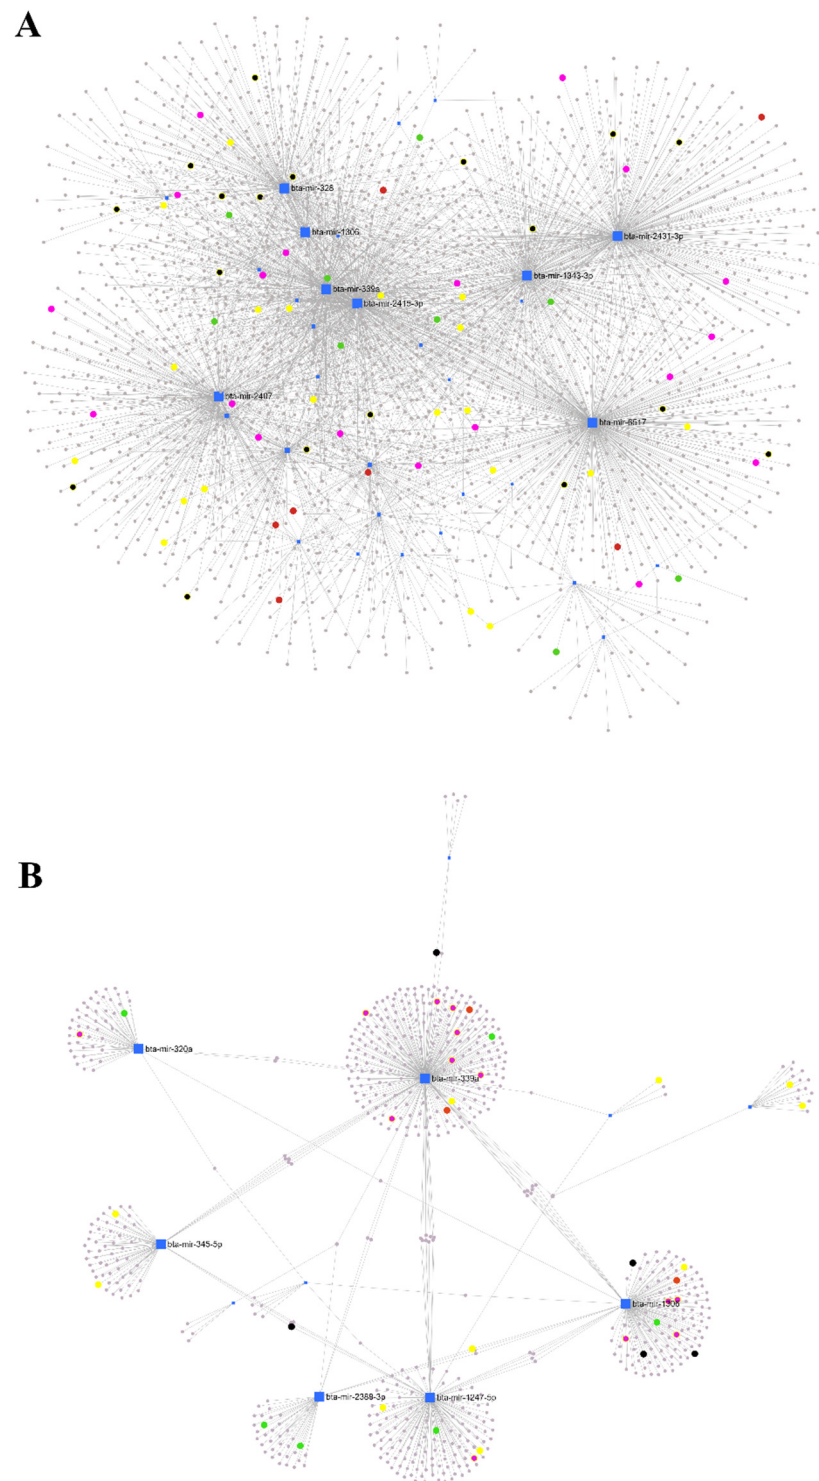 A
bta-mir-328
bta-mir-1306
bta-mir-2431-3p
bta-mir-1343-3p
bta-mir-339a
bta-mir-2415-3p
bta-mir-2407
bta-mir-6517
B
bta-mir-320a
bta-mir-339a
bta-mir-345-5p
bta-mir-1306
bta-mir-2388-3p
bta-mir-1247-5p